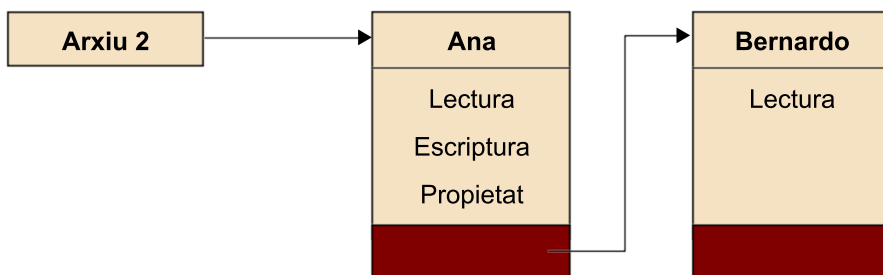 Arxiu 2
Ana
Lectura
Escriptura
Propietat
Bernardo
Lectura